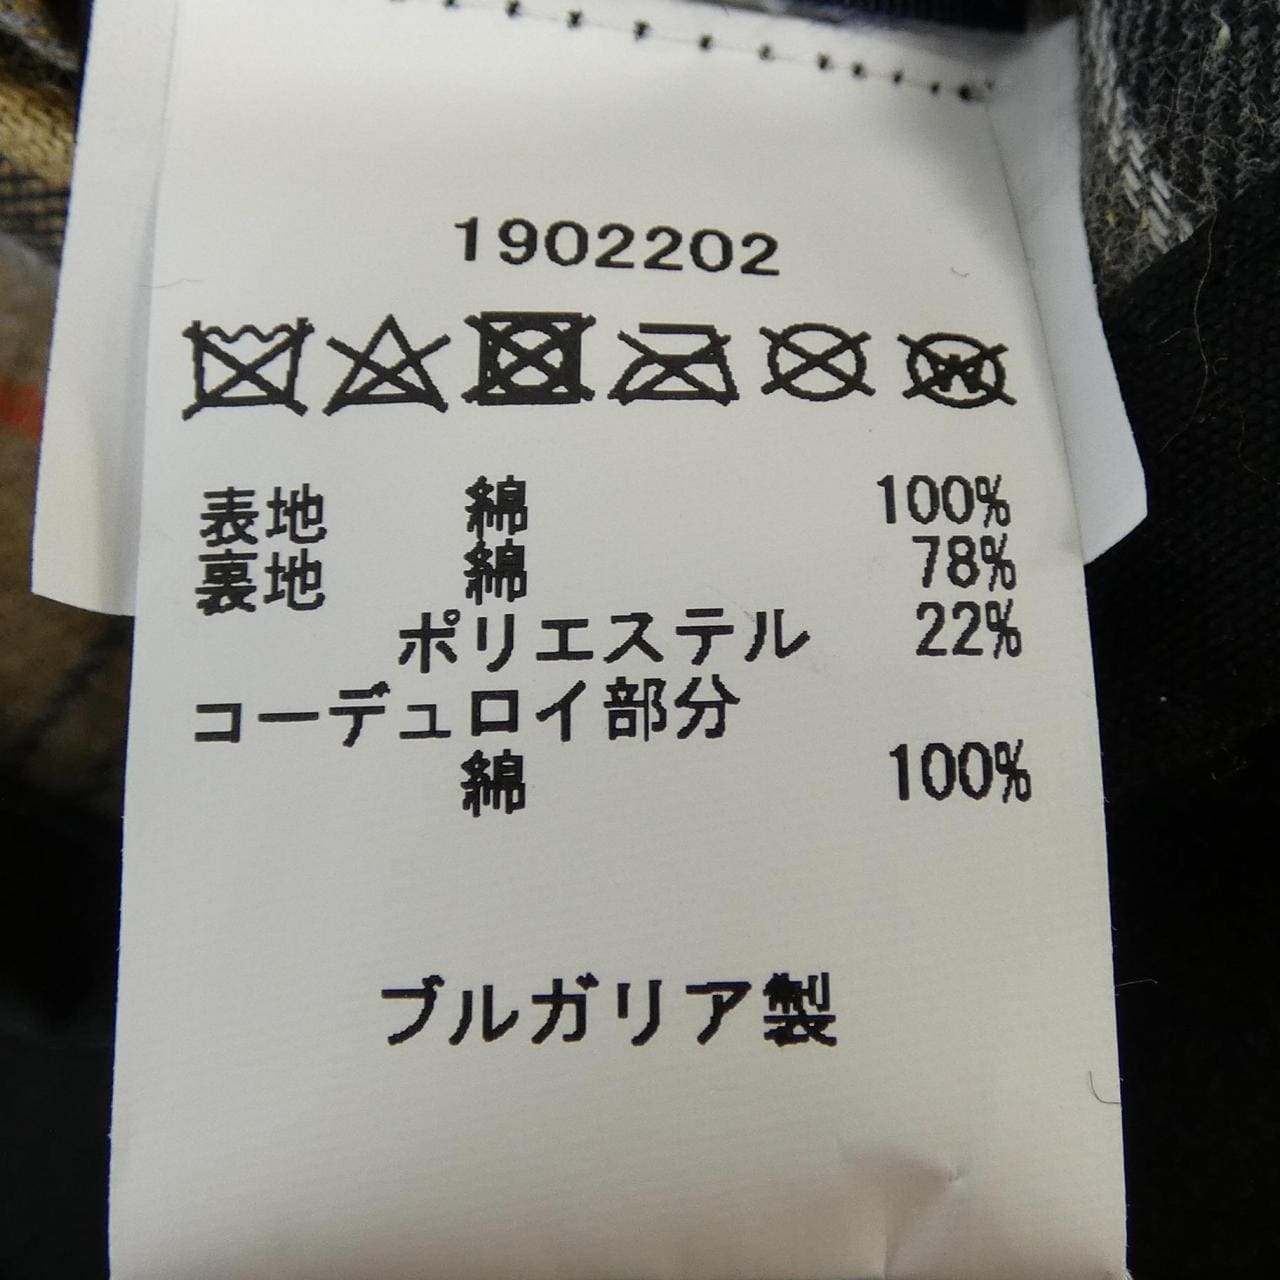 1902202
表地 綿 100%
裏地 綿 78%
ポリエステル 22%
コーデュロイ部分
綿 100%
ブルガリア製